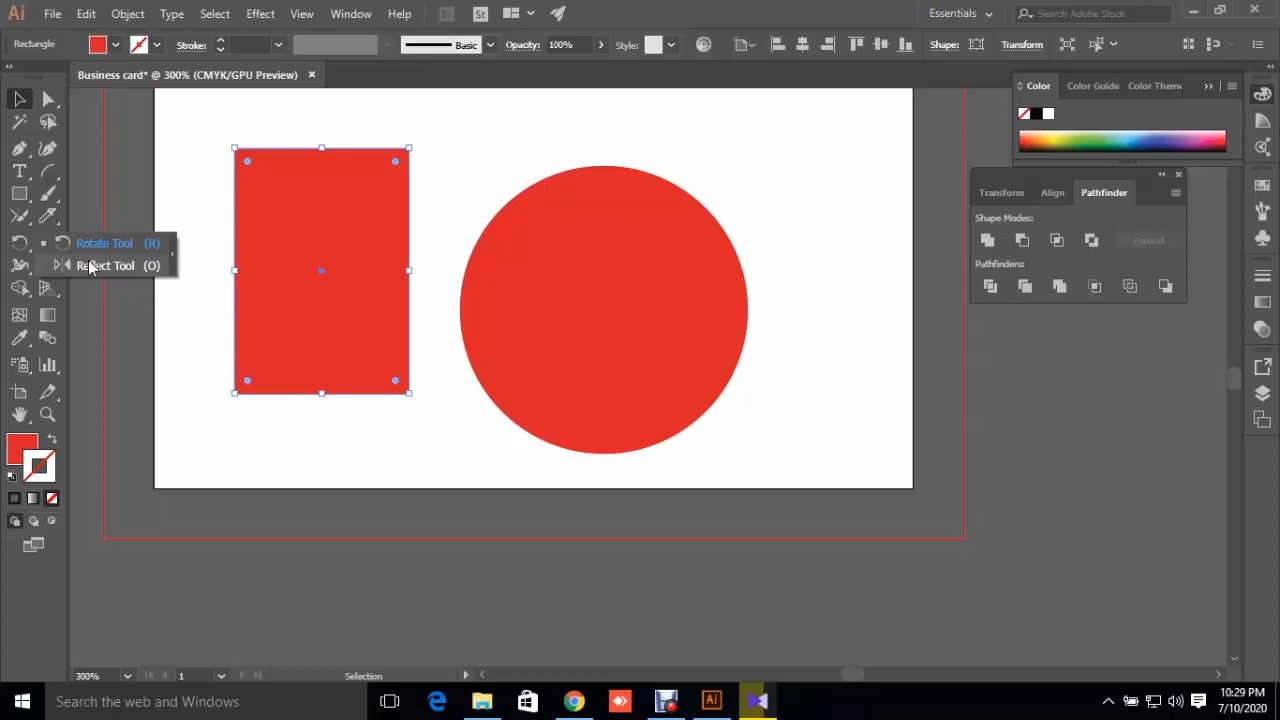 Ai File Edit Object Type Select Effect View Window Help Br St Essentials Search Adobe Stock
Rectangle Stroke: Basic Opacity: 100% Style: Shape: Transform
Business card* @ 300% (CMYK/GPU Preview) ×
Color Color Guide Color Theme
Transform Align Pathfinder
Shape Modes:
Expand
Pathfinders:
Rotate Tool (R)
Reflect Tool (O)
300% 1 Selection
Search the web and Windows
Ai
10:29 PM
7/10/2020